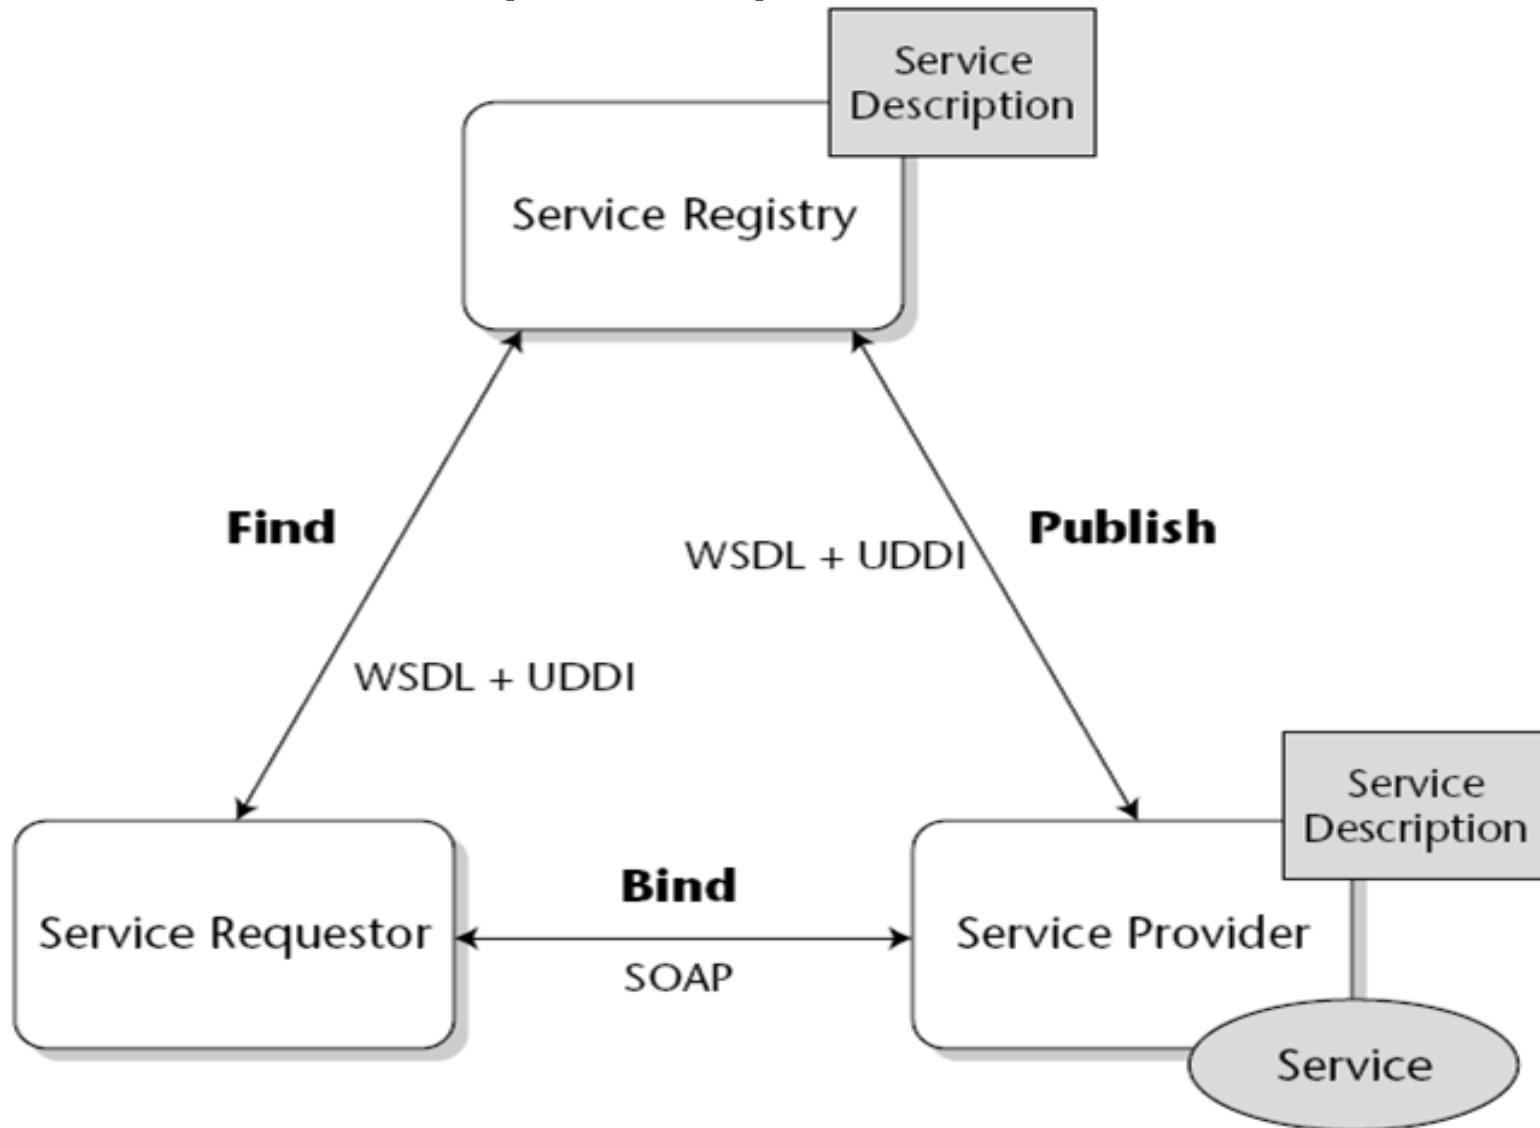 Service
Description
Service Registry
Find
Publish
WSDL + UDDI
WSDL + UDDI
Service
Description
Bind
Service Requestor
Service Provider
SOAP
Service